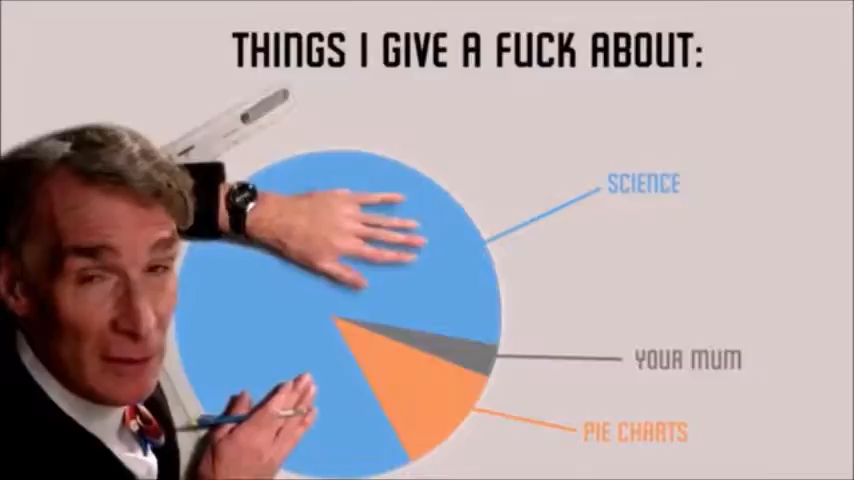 THINGS I GIVE A FUCK ABOUT:
SCIENCE
YOUR MUM
PIE CHARTS